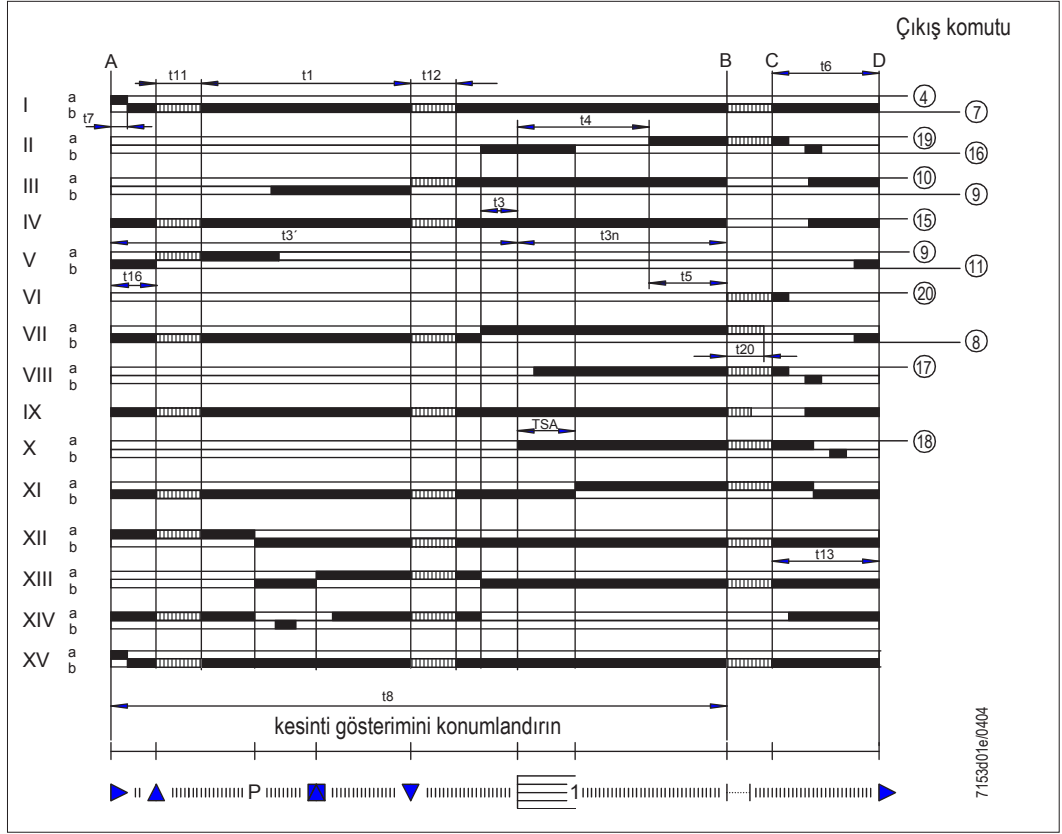 Çıkış komutu
A B C D
t11 t1 t12 t6
I a b 4 7
t7
t4
II a b 19 16
III a b 10 9
t3
IV 15
t3´ t3n
V a b 9 11
t16 t5
VI 20
VII a b 8
t20
VIII a b 17
IX
TSA
X a b 18
XI a b
XII a b
t13
XIII a b
XIV a b
XV a b
t8
kesinti gösterimini konumlandırın
P 1
7153d01e/0404